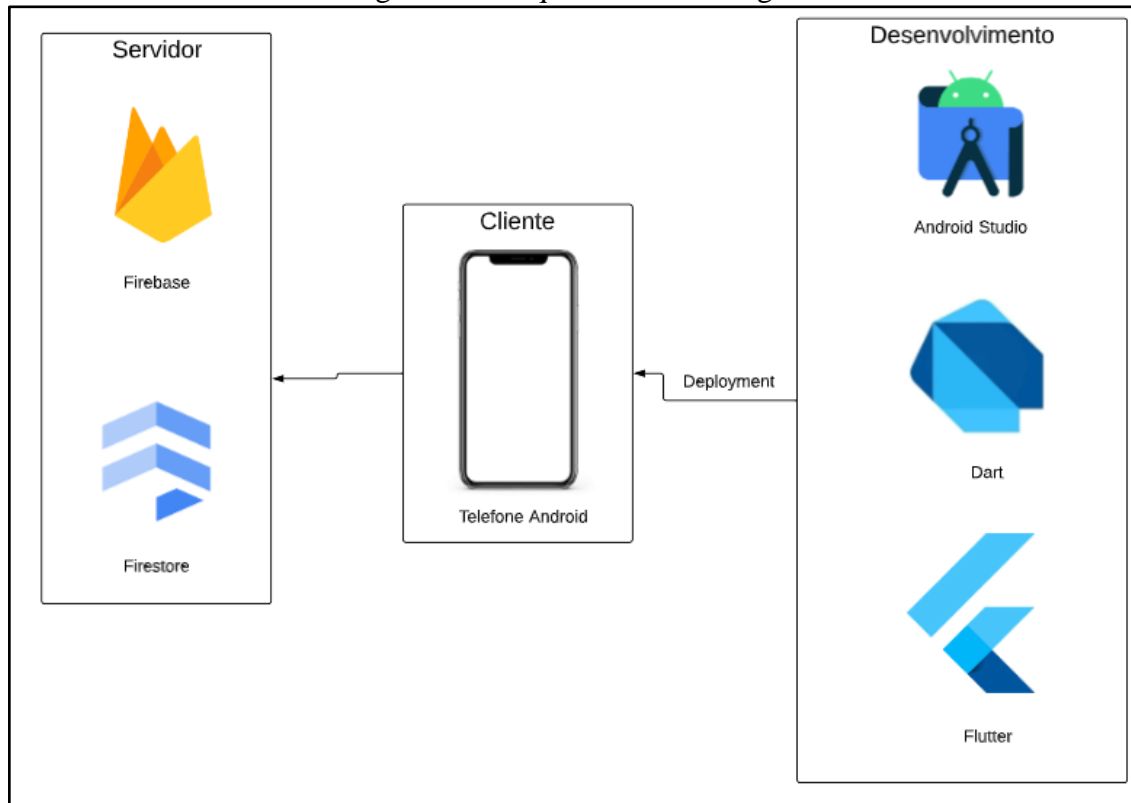 Servidor
Firebase
Firestore
Cliente
Telefone Android
Deployment
Desenvolvimento
Android Studio
Dart
Flutter